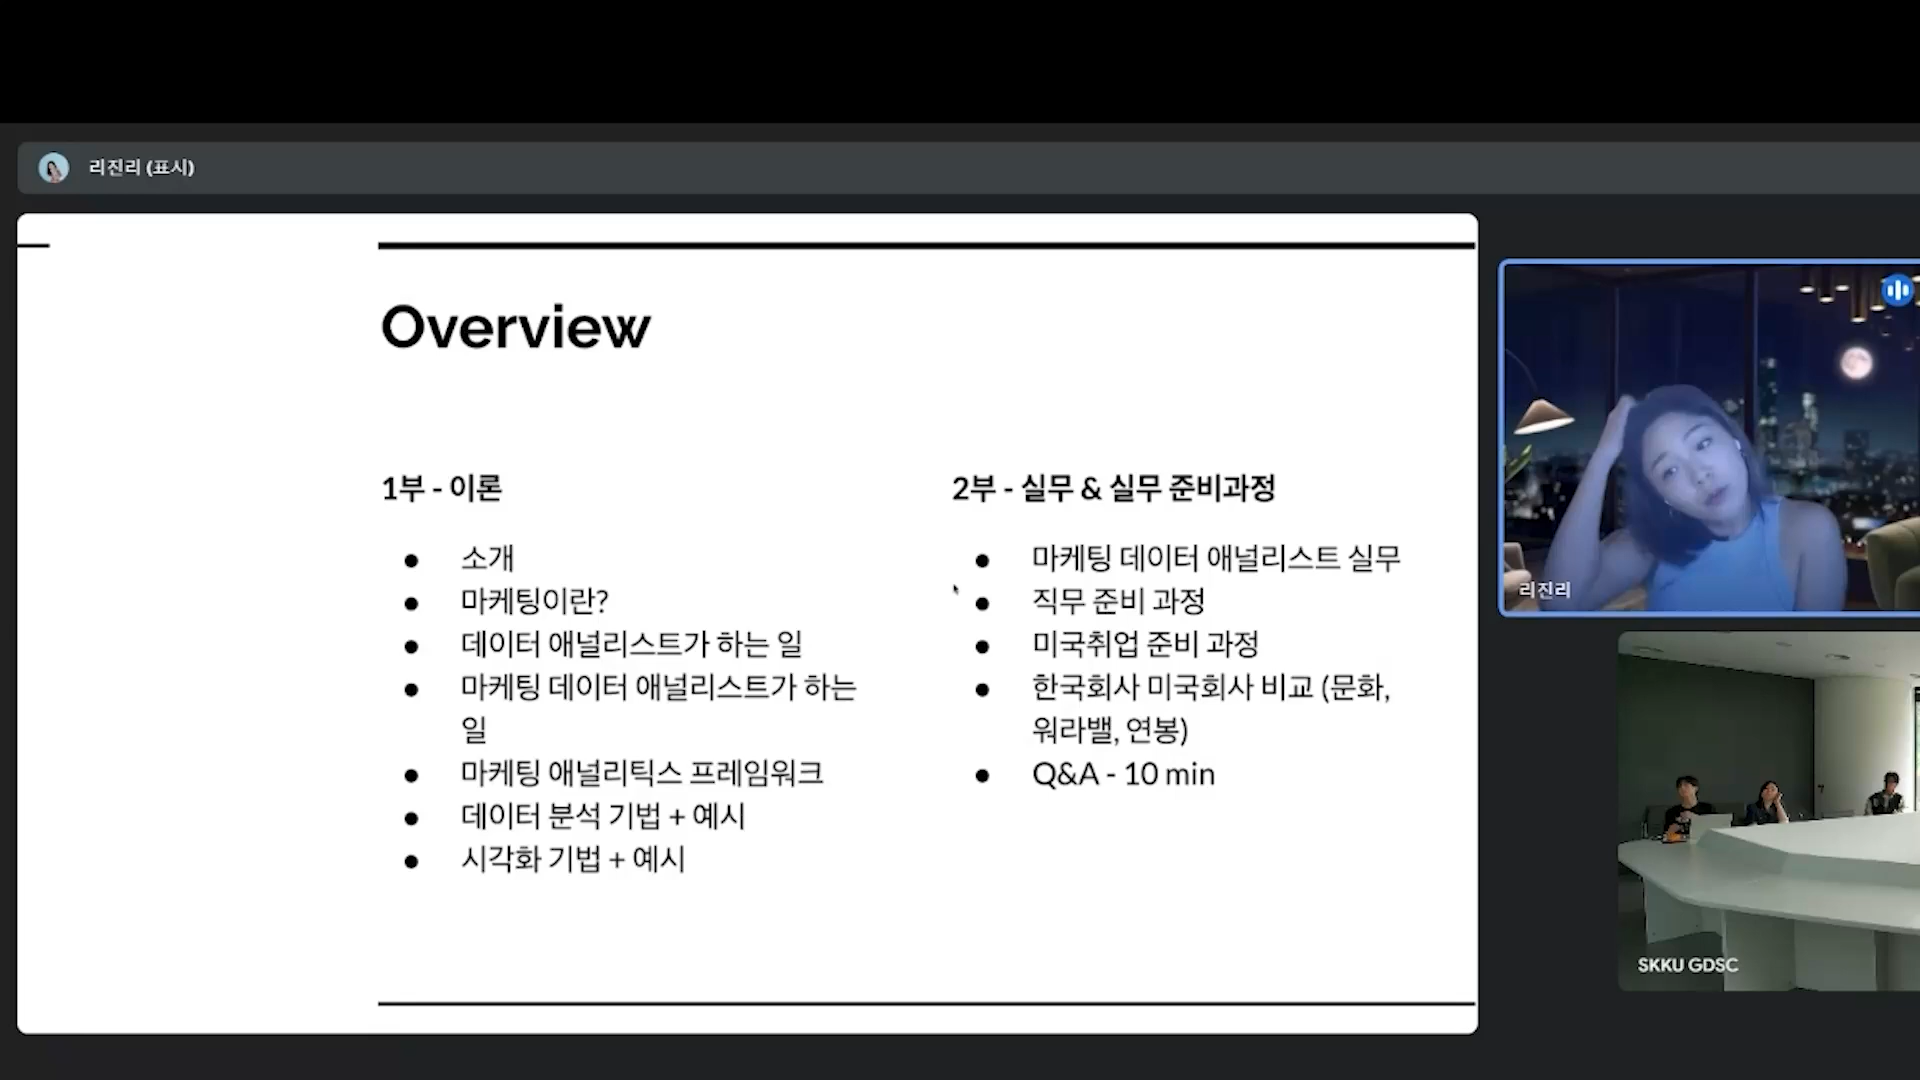 리진리 (표시)
Overview
1부 - 이론
● 소개
● 마케팅이란?
● 데이터 애널리스트가 하는 일
● 마케팅 데이터 애널리스트가 하는
일
● 마케팅 애널리틱스 프레임워크
● 데이터 분석 기법 + 예시
● 시각화 기법 + 예시
2부 - 실무 & 실무 준비과정
● 마케팅 데이터 애널리스트 실무
● 직무 준비 과정
● 미국취업 준비 과정
● 한국회사 미국회사 비교 (문화,
워라밸, 연봉)
● Q&A - 10 min
리진리
SKKU GDSC